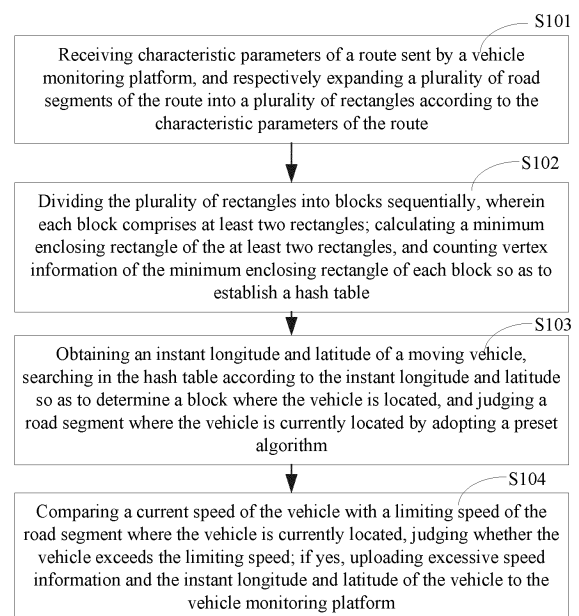 S101
Receiving characteristic parameters of a route sent by a vehicle
monitoring platform, and respectively expanding a plurality of road
segments of the route into a plurality of rectangles according to the
characteristic parameters of the route
S102
Dividing the plurality of rectangles into blocks sequentially, wherein
each block comprises at least two rectangles; calculating a minimum
enclosing rectangle of the at least two rectangles, and counting vertex
information of the minimum enclosing rectangle of each block so as to
establish a hash table
S103
Obtaining an instant longitude and latitude of a moving vehicle,
searching in the hash table according to the instant longitude and latitude
so as to determine a block where the vehicle is located, and judging a
road segment where the vehicle is currently located by adopting a preset
algorithm
S104
Comparing a current speed of the vehicle with a limiting speed of the
road segment where the vehicle is currently located, judging whether the
vehicle exceeds the limiting speed; if yes, uploading excessive speed
information and the instant longitude and latitude of the vehicle to the
vehicle monitoring platform